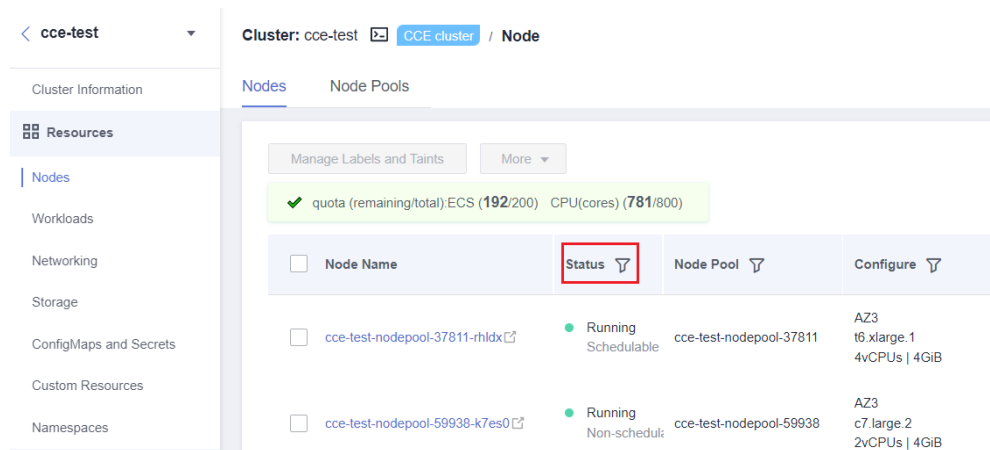 cce-test
Cluster: cce-test CCE cluster / Node
Cluster Information
Resources
Nodes
Workloads
Networking
Storage
ConfigMaps and Secrets
Custom Resources
Namespaces
Nodes Node Pools
Manage Labels and Taints More
quota (remaining/total):ECS (192/200) CPU(cores) (781/800)
Node Name Status Node Pool Configure
cce-test-nodepool-37811-rhldx
Running
Schedulable
cce-test-nodepool-37811
AZ3
t6.xlarge.1
4vCPUs | 4GiB
cce-test-nodepool-59938-k7es0
Running
Non-schedula
cce-test-nodepool-59938
AZ3
c7.large.2
2vCPUs | 4GiB